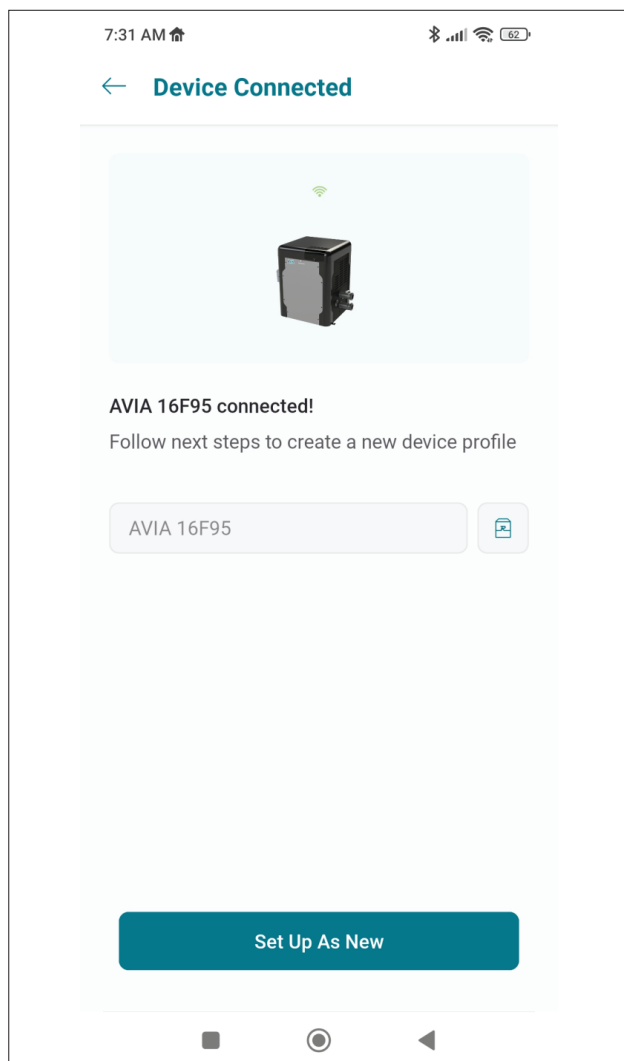 7:31 AM
62
Device Connected
AVIA 16F95 connected!
Follow next steps to create a new device profile
AVIA 16F95
Set Up As New